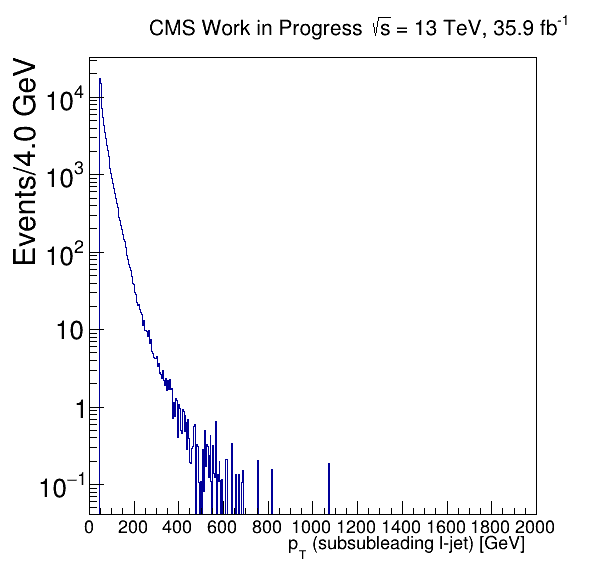 CMS Work in Progress √s = 13 TeV, 35.9 fb⁻¹
Events/4.0 GeV
10⁴
10³
10²
10
1
10⁻¹
0 200 400 600 800 1000 1200 1400 1600 1800 2000
p_T (subsubleading l-jet) [GeV]